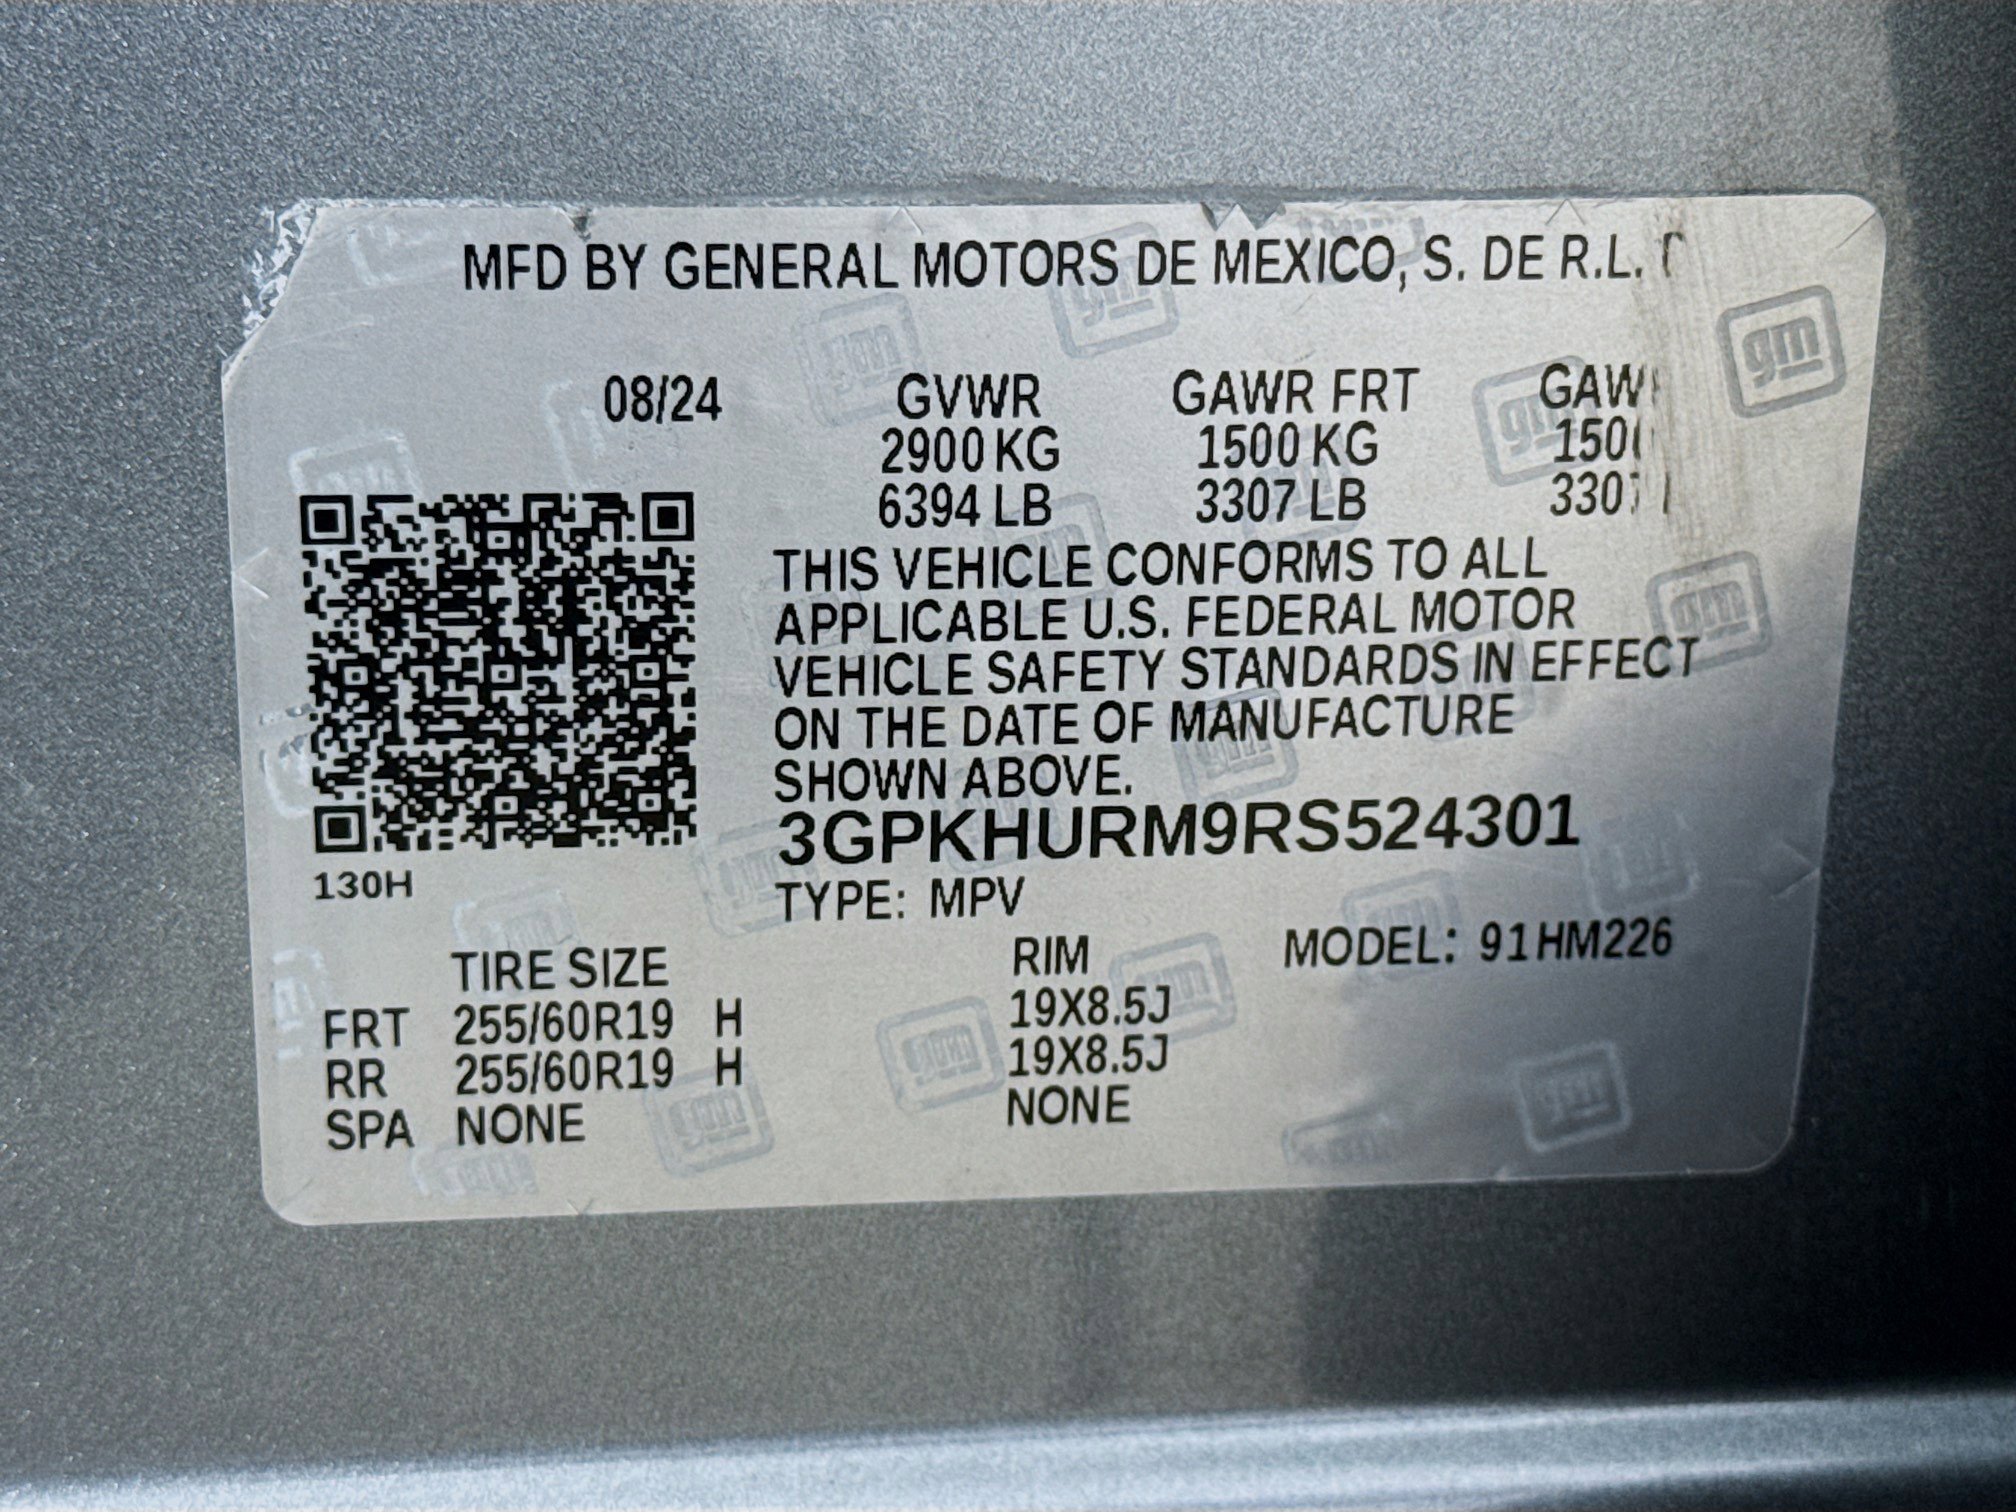 MFD BY GENERAL MOTORS DE MEXICO, S. DE R.L.
08/24 GVWR GAWR FRT
2900 KG 1500 KG
6394 LB 3307 LB
THIS VEHICLE CONFORMS TO ALL
APPLICABLE U.S. FEDERAL MOTOR
VEHICLE SAFETY STANDARDS IN EFFECT
ON THE DATE OF MANUFACTURE
SHOWN ABOVE.
3GPKHURM9RS524301
130H
TYPE: MPV
TIRE SIZE RIM MODEL: 91HM226
FRT 255/60R19 H 19X8.5J
RR 255/60R19 H 19X8.5J
SPA NONE NONE
gm